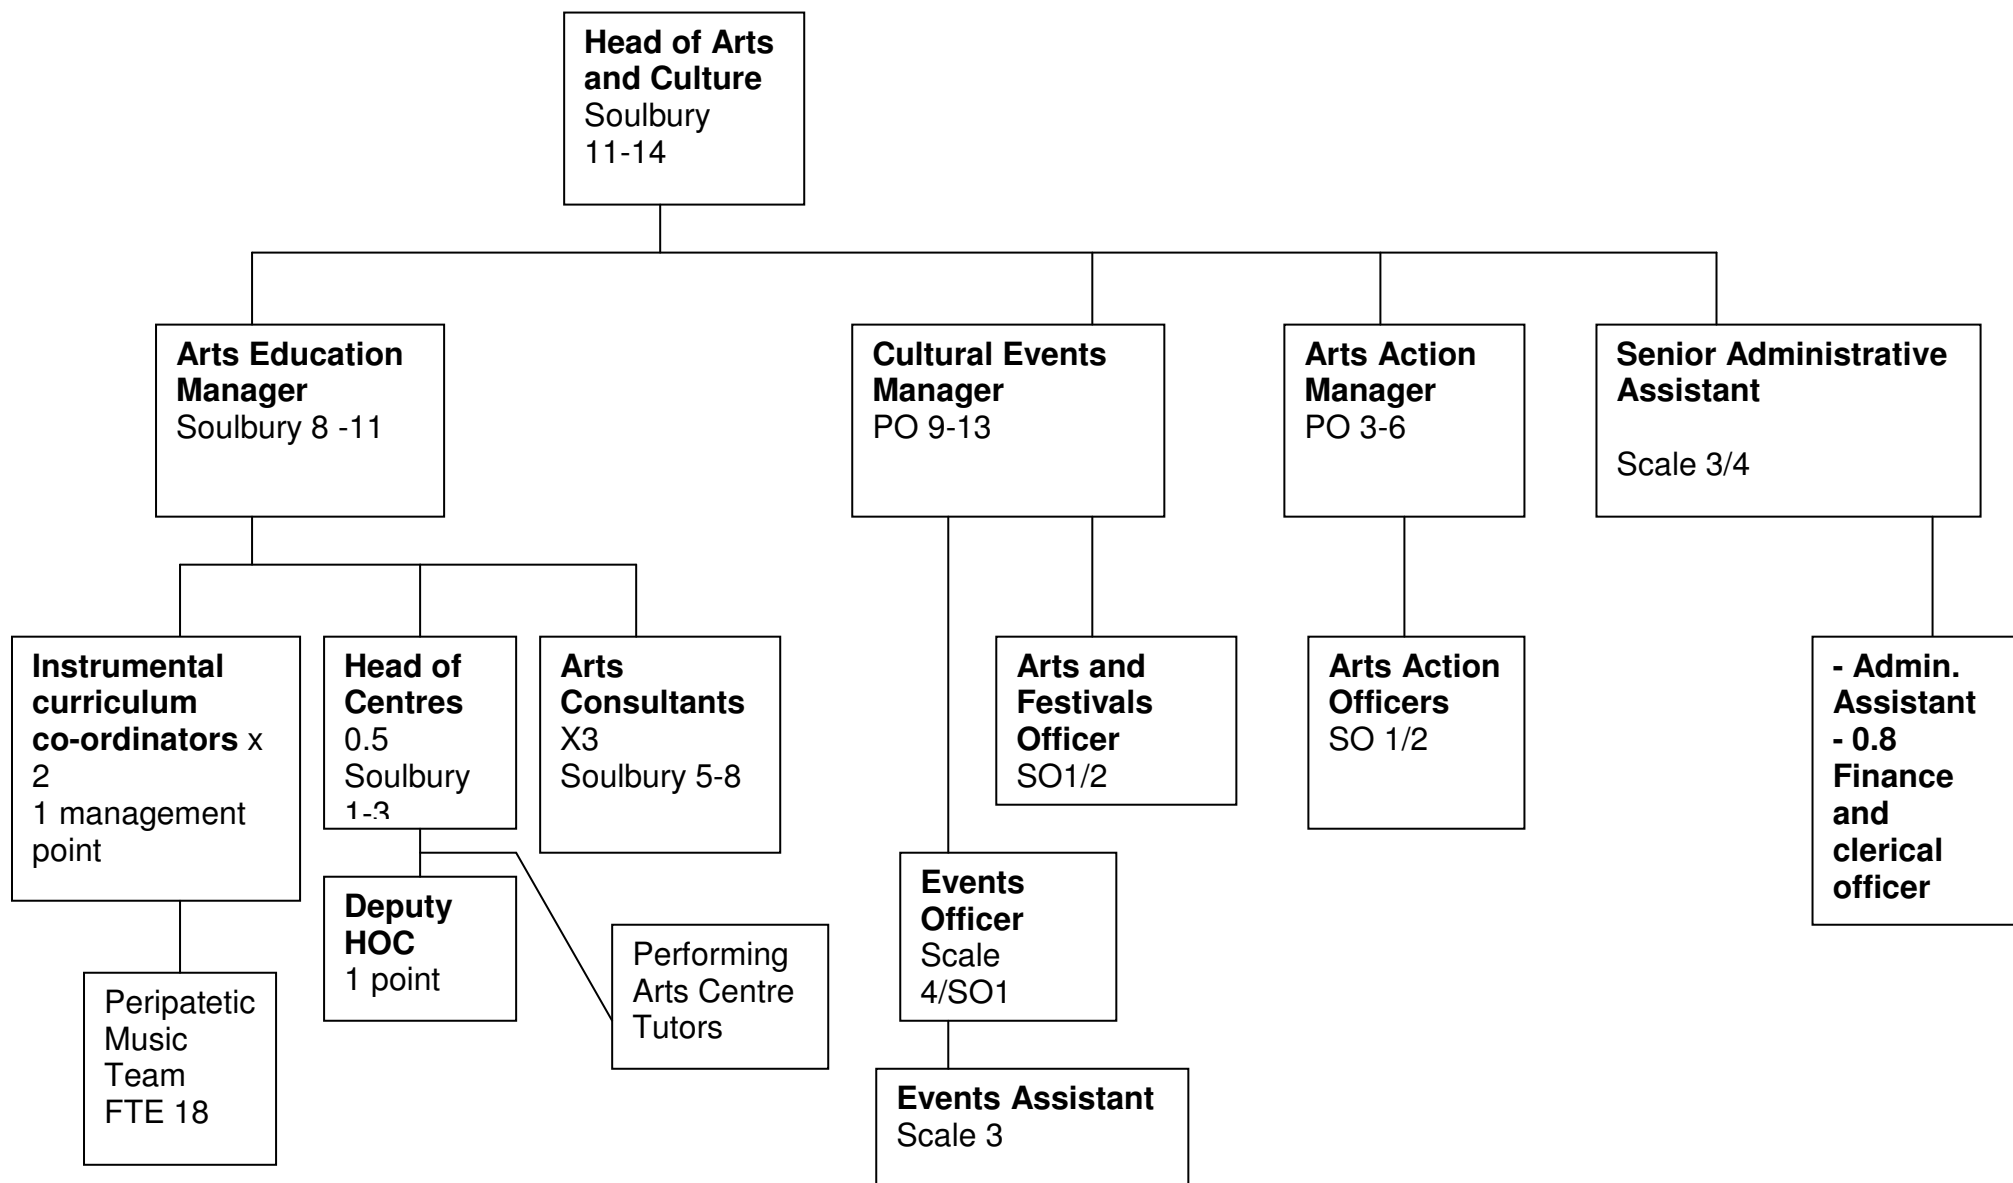 Head of Arts
and Culture
Soulbury
11-14
Arts Education
Manager
Soulbury 8 -11
Cultural Events
Manager
PO 9-13
Arts Action
Manager
PO 3-6
Senior Administrative
Assistant
Scale 3/4
Instrumental
curriculum
co-ordinators x
2
1 management
point
Head of
Centres
0.5
Soulbury
1-3
Arts
Consultants
X3
Soulbury 5-8
Arts and
Festivals
Officer
SO1/2
Arts Action
Officers
SO 1/2
- Admin.
Assistant
- 0.8
Finance
and
clerical
officer
Deputy
HOC
1 point
Performing
Arts Centre
Tutors
Events
Officer
Scale
4/SO1
Peripatetic
Music
Team
FTE 18
Events Assistant
Scale 3